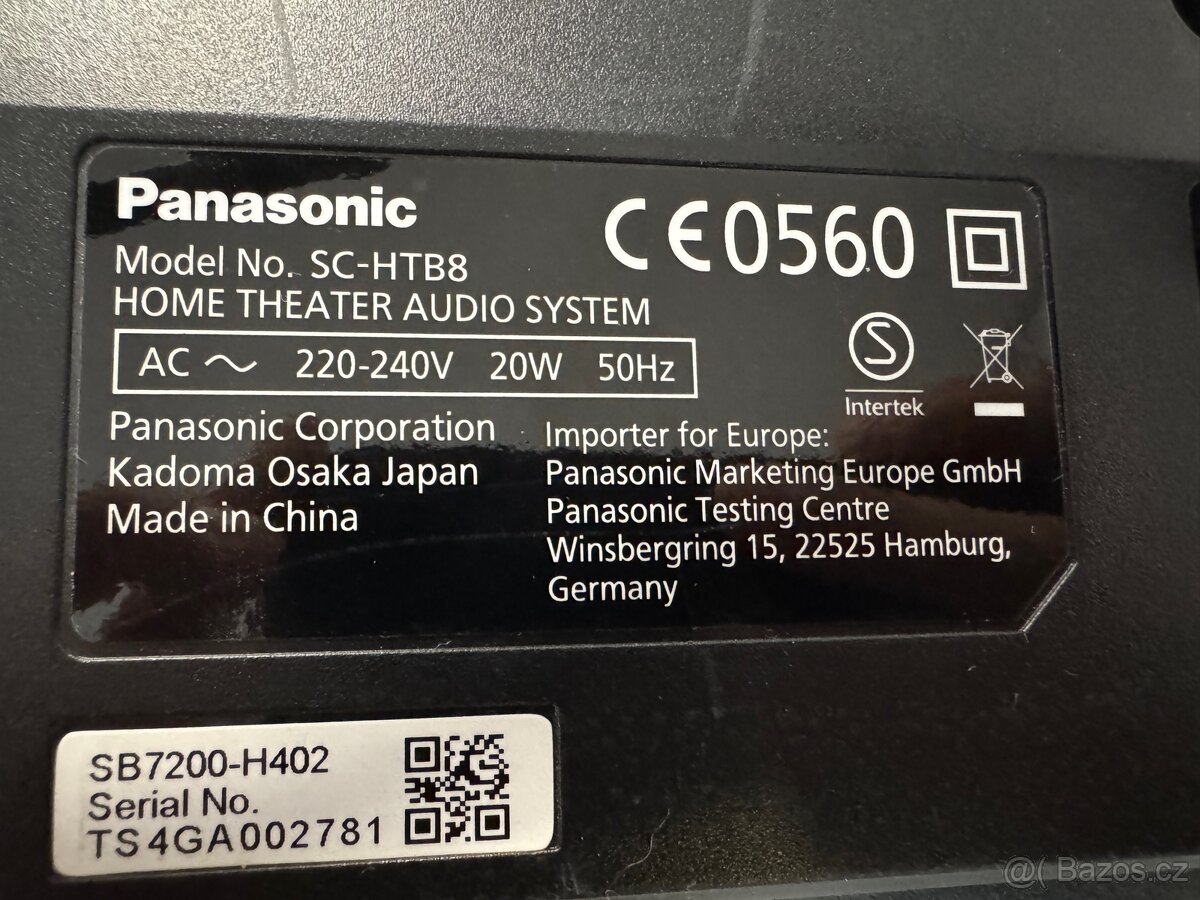 Panasonic
Model No. SC-HTB8
HOME THEATER AUDIO SYSTEM
AC ~ 220-240V 20W 50Hz
Panasonic Corporation
Kadoma Osaka Japan
Made in China
CE0560
S
Intertek
Importer for Europe:
Panasonic Marketing Europe GmbH
Panasonic Testing Centre
Winsbergring 15, 22525 Hamburg,
Germany
SB7200-H402
Serial No.
TS4GA002781
@( Bazos.cz